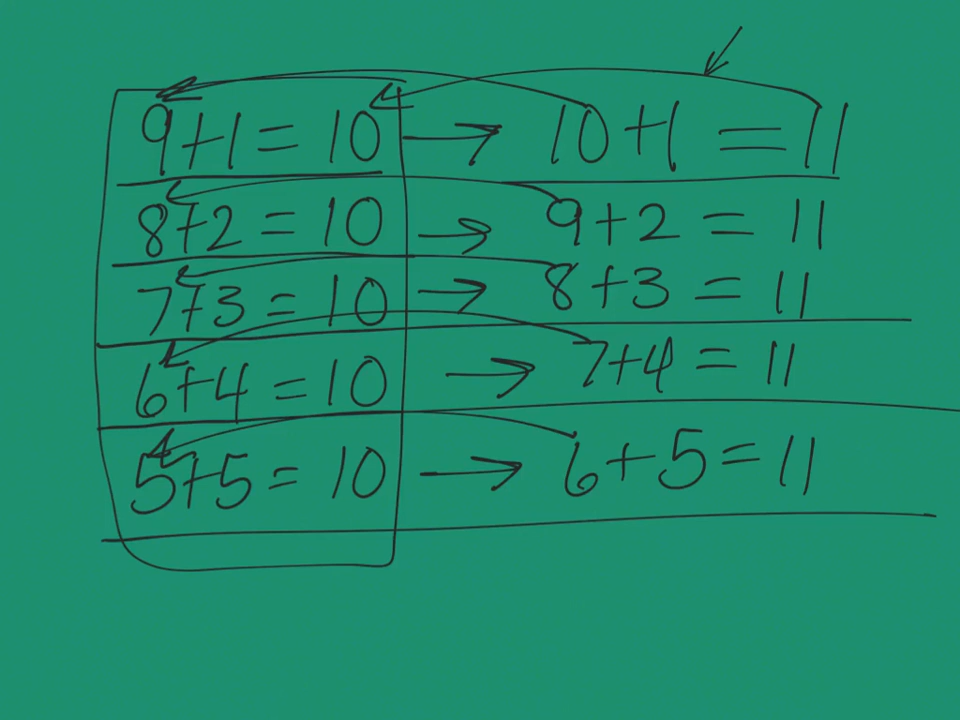 9+1=10 → 10+1=11
8+2=10 → 9+2=11
7+3=10 → 8+3=11
6+4=10 → 7+4=11
5+5=10 → 6+5=11